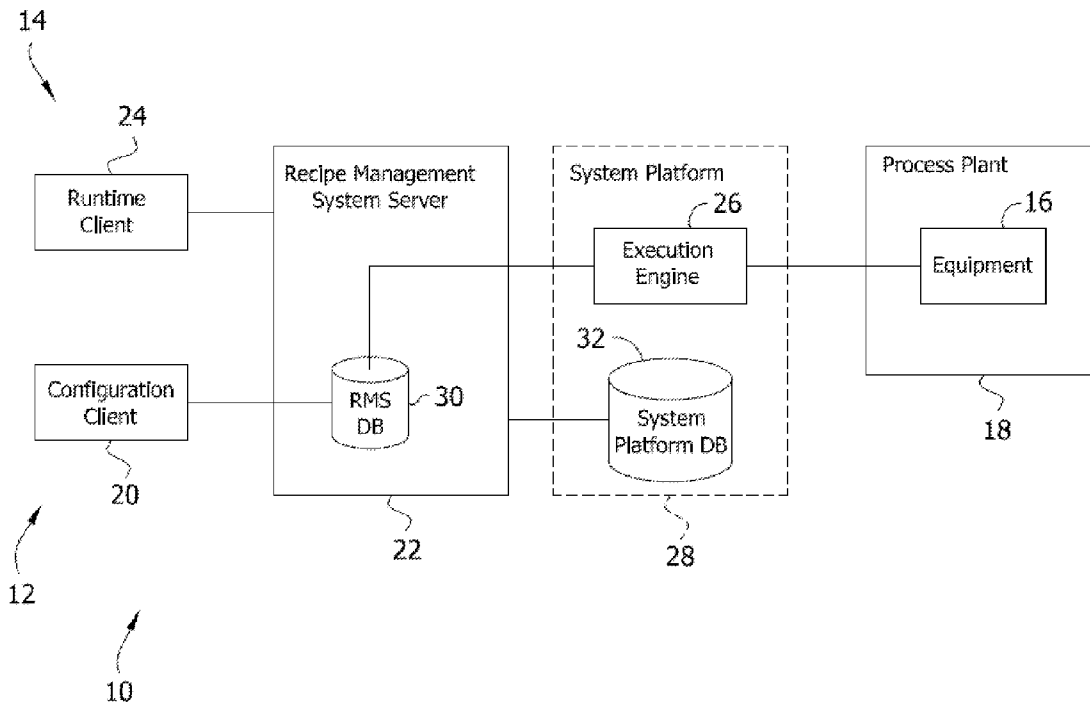 14
24
Runtime
Client
Recipe Management
System Server
System Platform
26
Execution
Engine
Process Plant
16
Equipment
32
Configuration
Client
RMS
DB
30
System
Platform DB
18
20
22
28
12
10